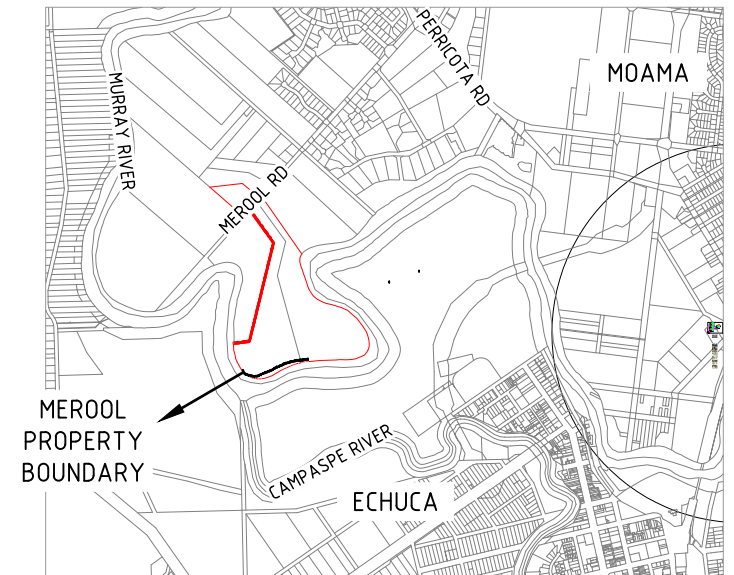 PERRICOTA RD
MOAMA
MURRAY RIVER
MEROOL RD
MEROOL
PROPERTY
BOUNDARY
CAMPASPE RIVER
ECHUCA